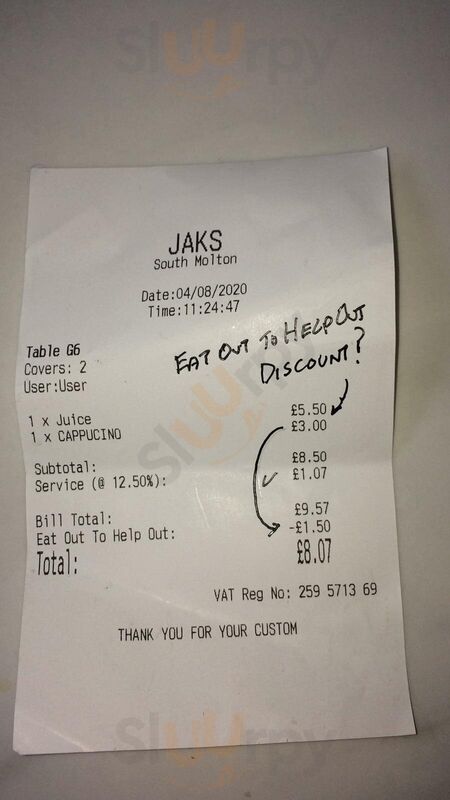 Sluurpy
JAKS
South Molton
Date:04/08/2020
Time:11:24:47
EAT OUT TO HELP OUT
DISCOUNT?
Table G6
Covers: 2
User:User
1 x Juice £5.50
1 x CAPPUCINO £3.00
Subtotal: £8.50
Service (@ 12.50%): £1.07
Bill Total: £9.57
Eat Out To Help Out: -£1.50
Total: £8.07
VAT Reg No: 259 5713 69
THANK YOU FOR YOUR CUSTOM
Sluurpy
Sluurpy